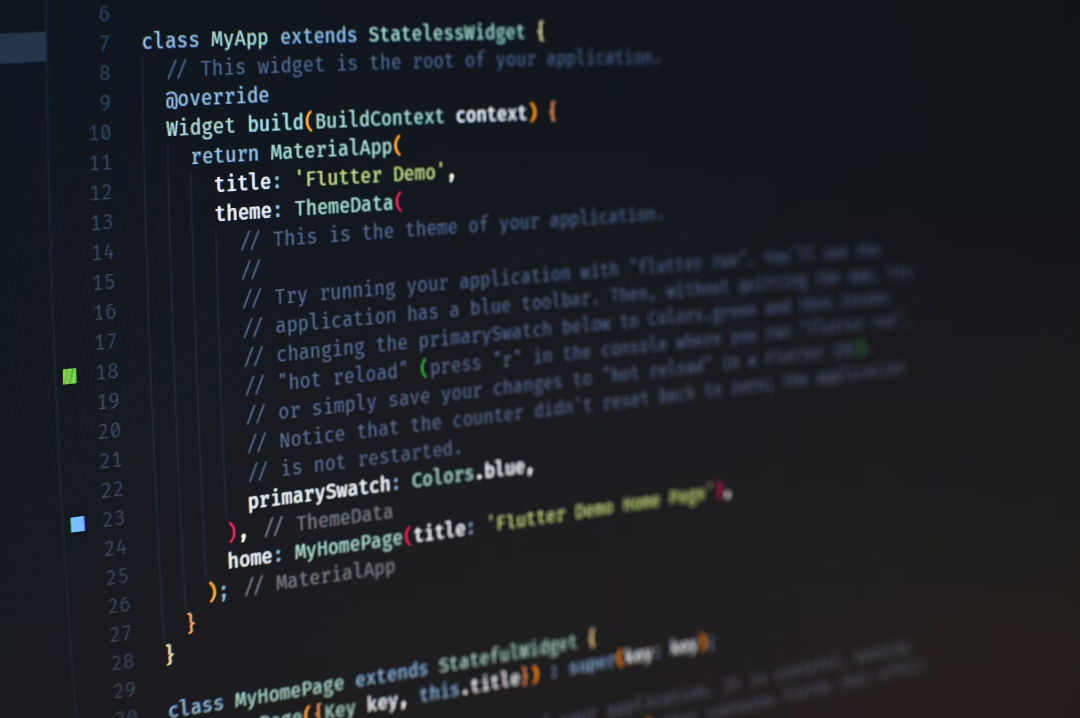 6
7 class MyApp extends StatelessWidget {
8 // This widget is the root of your application.
9 @override
10 Widget build(BuildContext context) {
11 return MaterialApp(
12 title: 'Flutter Demo',
13 theme: ThemeData(
14 // This is the theme of your application.
15 //
16 // Try running your application with "flutter run". You'll see the
17 // application has a blue toolbar. Then, without quitting the app, try
18 // changing the primarySwatch below to Colors.green and then invoke
19 // "hot reload" (press "r" in the console where you ran "flutter run",
20 // or simply save your changes to "hot reload" in a Flutter IDE).
21 // Notice that the counter didn't reset back to zero; the application
22 // is not restarted.
23 primarySwatch: Colors.blue,
24 ), // ThemeData
25 home: MyHomePage(title: 'Flutter Demo Home Page'),
26 ); // MaterialApp
27 }
28 }
29
30 class MyHomePage extends StatefulWidget {
Page({Key key, this.title}) : super(key: key);
your application. It is